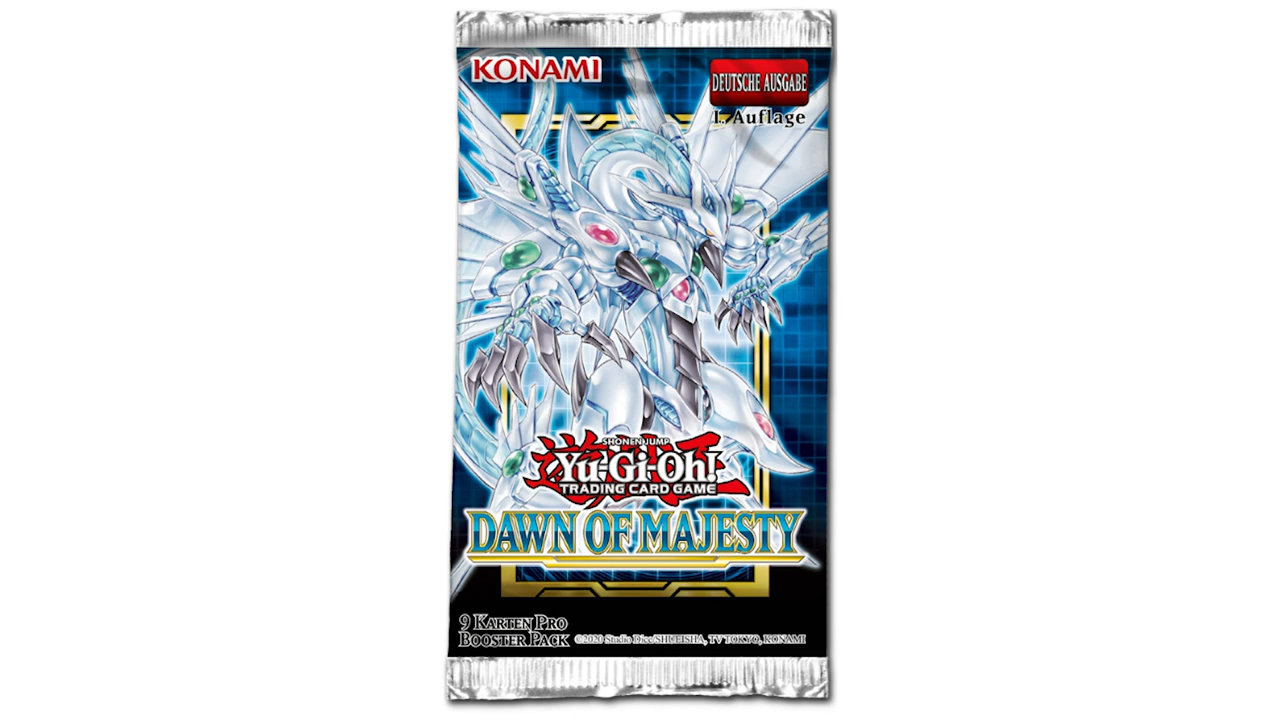 KONAMI
DEUTSCHE AUSGABE
1. Auflage
SHONEN JUMP
Yu-Gi-Oh!
TRADING CARD GAME
DAWN OF MAJESTY
9 KARTEN PRO
BOOSTER PACK
©2020 Studio Dice/SHUEISHA, TV TOKYO, KONAMI